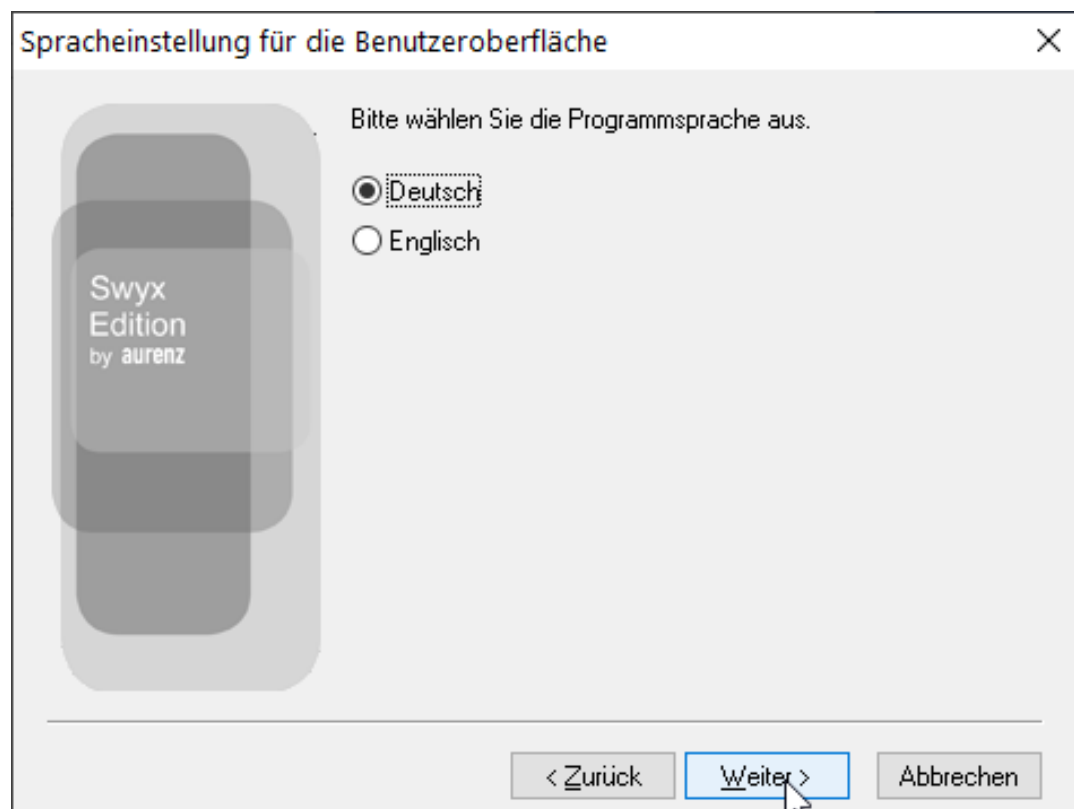 Spracheinstellung für die Benutzeroberfläche
Bitte wählen Sie die Programmsprache aus.
Deutsch
Englisch
Swyx
Edition
by aurenz
< Zurück
Weiter >
Abbrechen